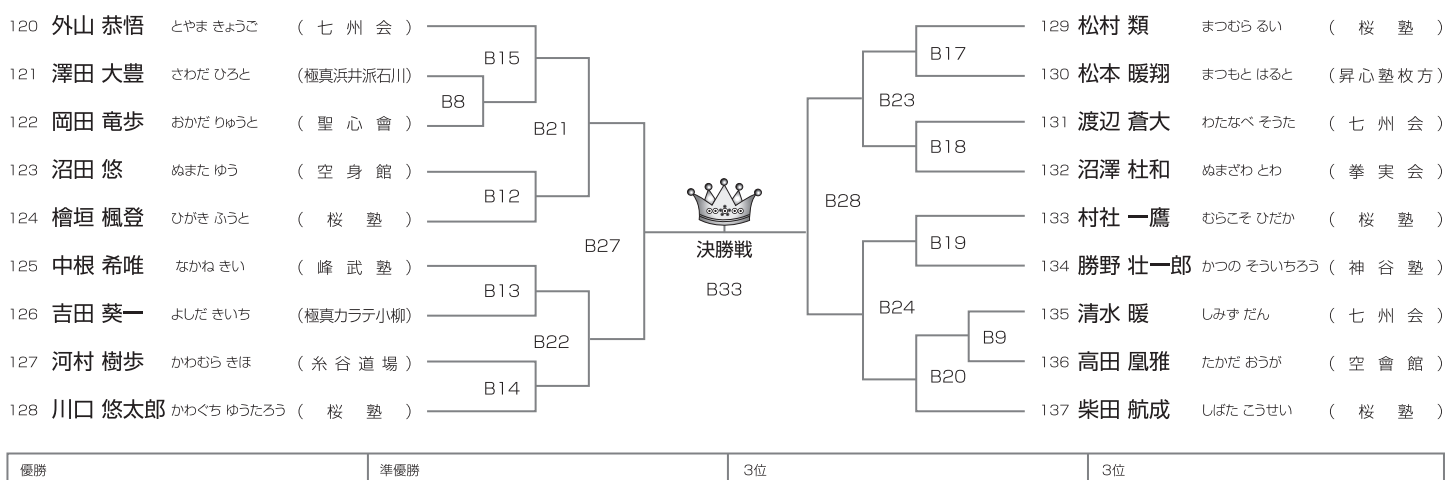 120 外山 恭悟 とやま きょうご (七州会)
121 澤田 大豊 さわだ ひろと (極真浜井派石川)
122 岡田 竜歩 おかだ りゅうと (聖心會)
123 沼田 悠 ぬまた ゆう (空身館)
124 檜垣 楓登 ひがき ふうと (桜塾)
125 中根 希唯 なかね きい (峰武塾)
126 吉田 葵一 よしだ きいち (極真カラテ小柳)
127 河村 樹歩 かわむら きほ (糸谷道場)
128 川口 悠太郎 かわぐち ゆうたろう (桜塾)
B15
B8
B21
B12
B27
B13
B22
B14
決勝戦
B33
B17
B23
B18
B28
B19
B24
B9
B20
129 松村 類 まつむら るい (桜塾)
130 松本 暖翔 まつもと はると (昇心塾枚方)
131 渡辺 蒼大 わたなべ そうた (七州会)
132 沼澤 杜和 ぬまざわ とわ (拳実会)
133 村社 一鷹 むらこそ ひだか (桜塾)
134 勝野 壮一郎 かつの そういちろう (神谷塾)
135 清水 暖 しみず だん (七州会)
136 高田 凰雅 たかだ おうが (空會館)
137 柴田 航成 しばた こうせい (桜塾)
優勝
準優勝
3位
3位